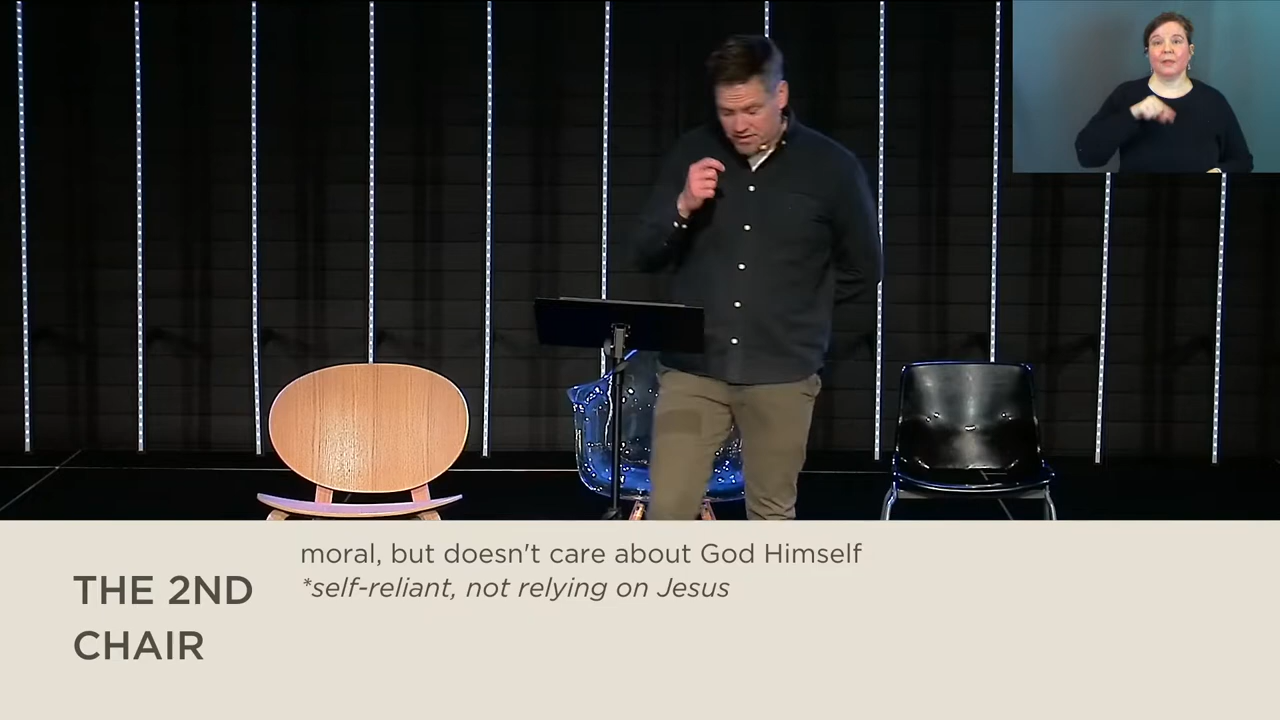 THE 2ND
CHAIR
moral, but doesn't care about God Himself
*self-reliant, not relying on Jesus